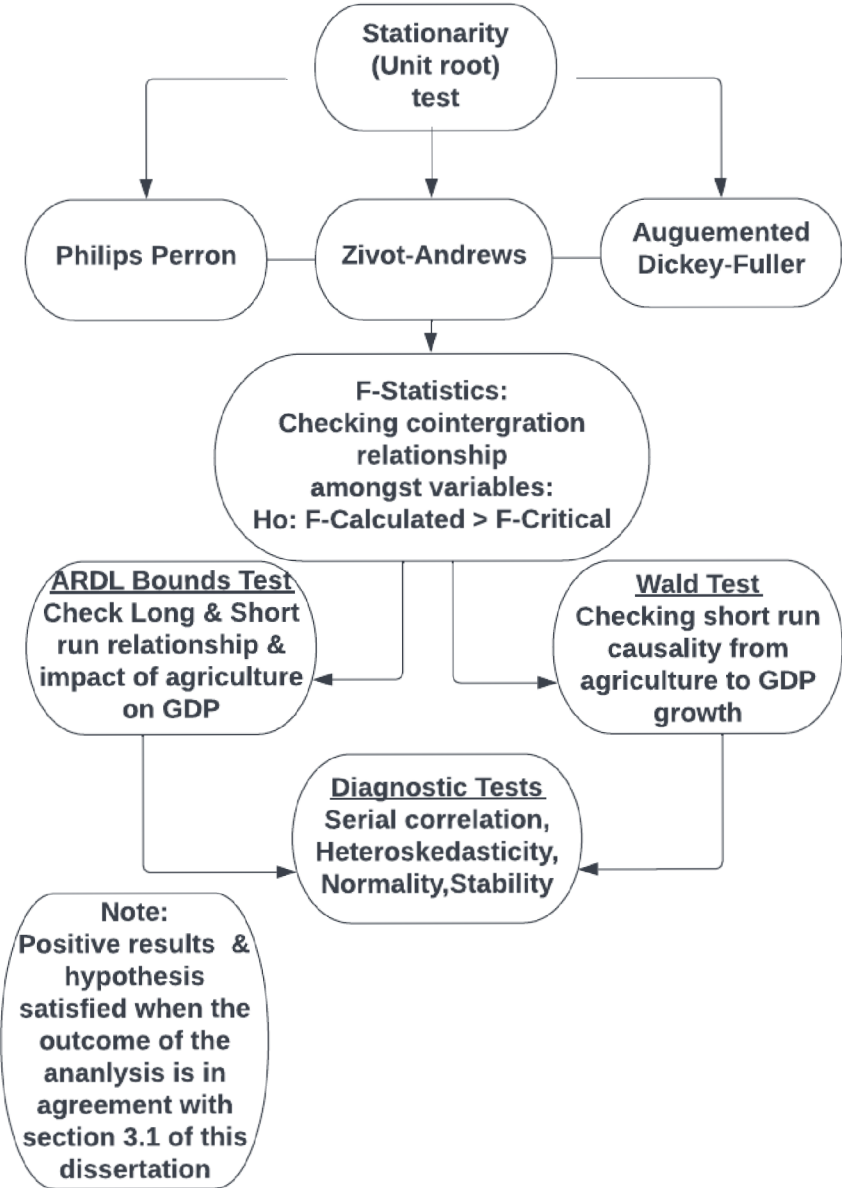 Stationarity
(Unit root)
test
Philips Perron
Zivot-Andrews
Auguemented
Dickey-Fuller
F-Statistics:
Checking cointergration
relationship
amongst variables:
Ho: F-Calculated > F-Critical
ARDL Bounds Test
Check Long & Short
run relationship &
impact of agriculture
on GDP
Wald Test
Checking short run
causality from
agriculture to GDP
growth
Diagnostic Tests
Serial correlation,
Heteroskedasticity,
Normality,Stability
Note:
Positive results & 
hypothesis
satisfied when the
outcome of the
ananlysis is in
agreement with
section 3.1 of this
dissertation